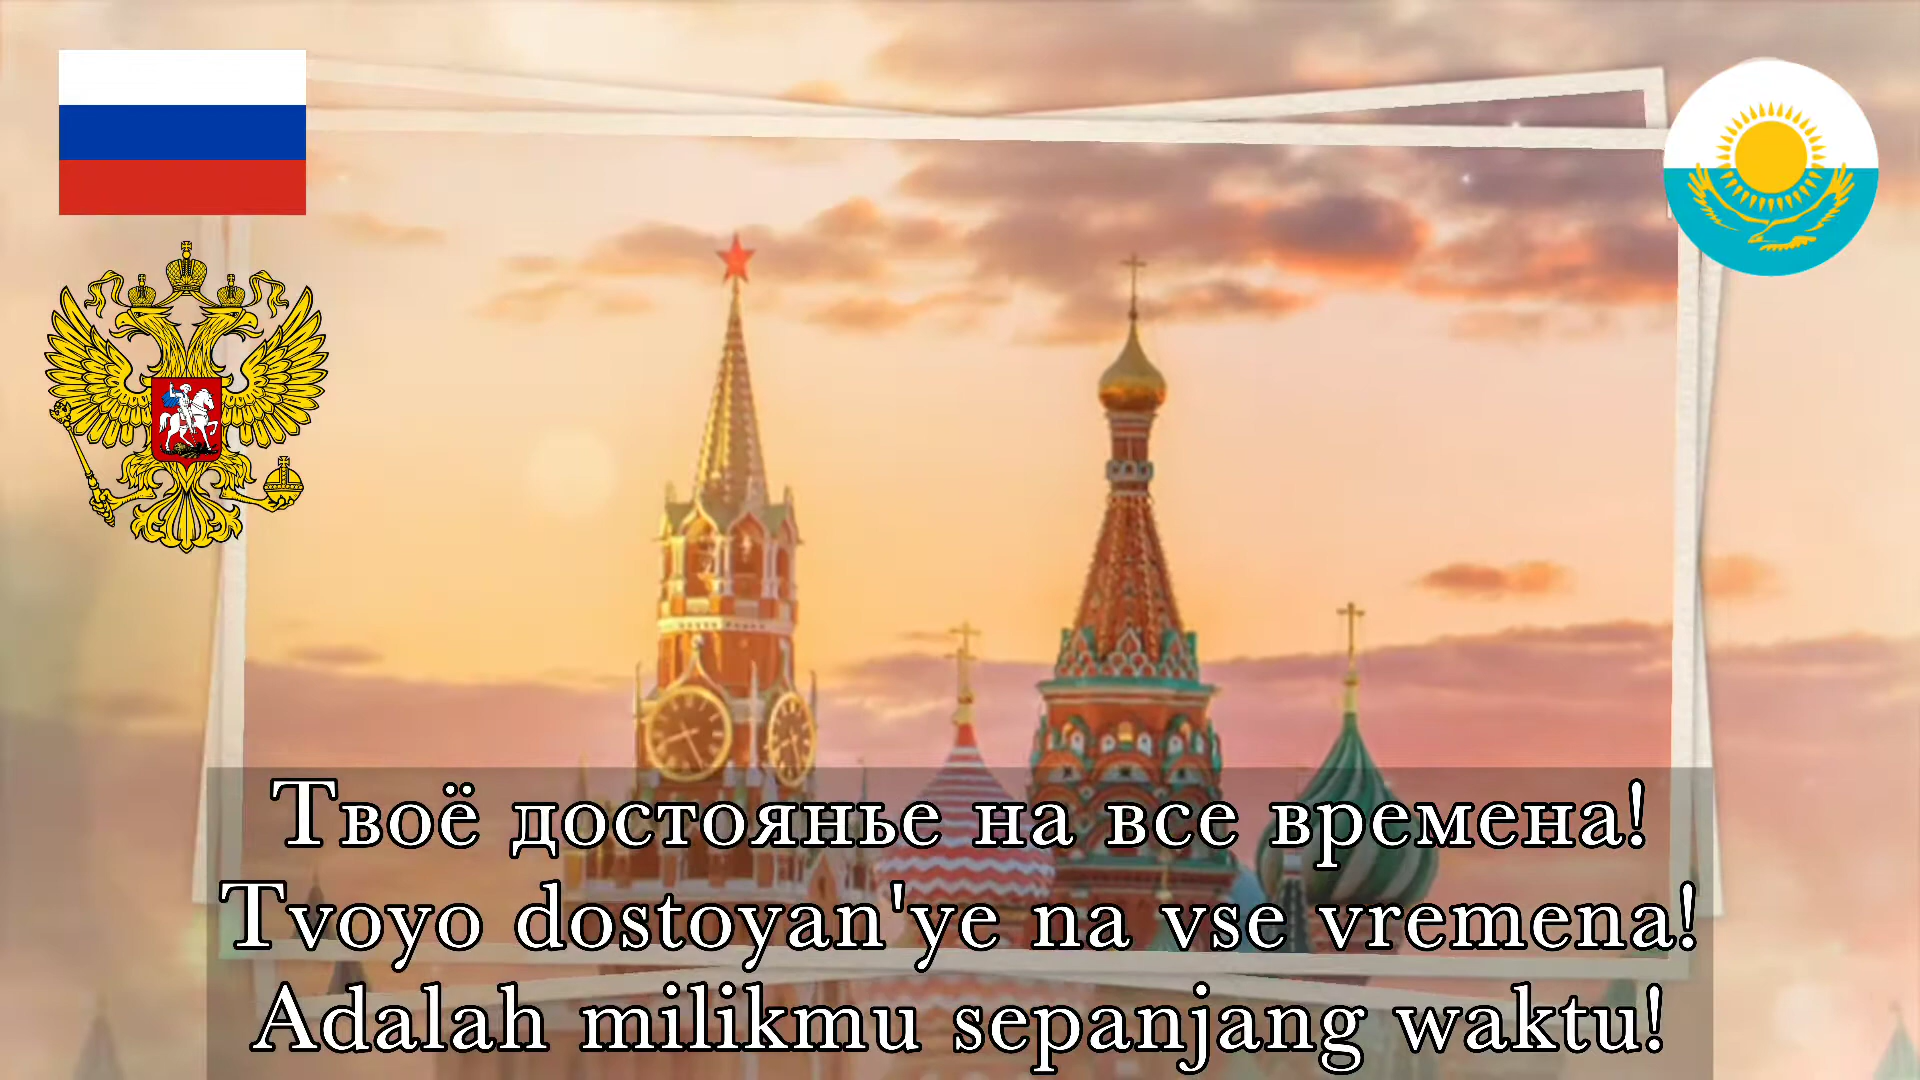 Твоё достоянье на все времена!
Tvoyo dostoyan'ye na vse vremena!
Adalah milikmu sepanjang waktu!